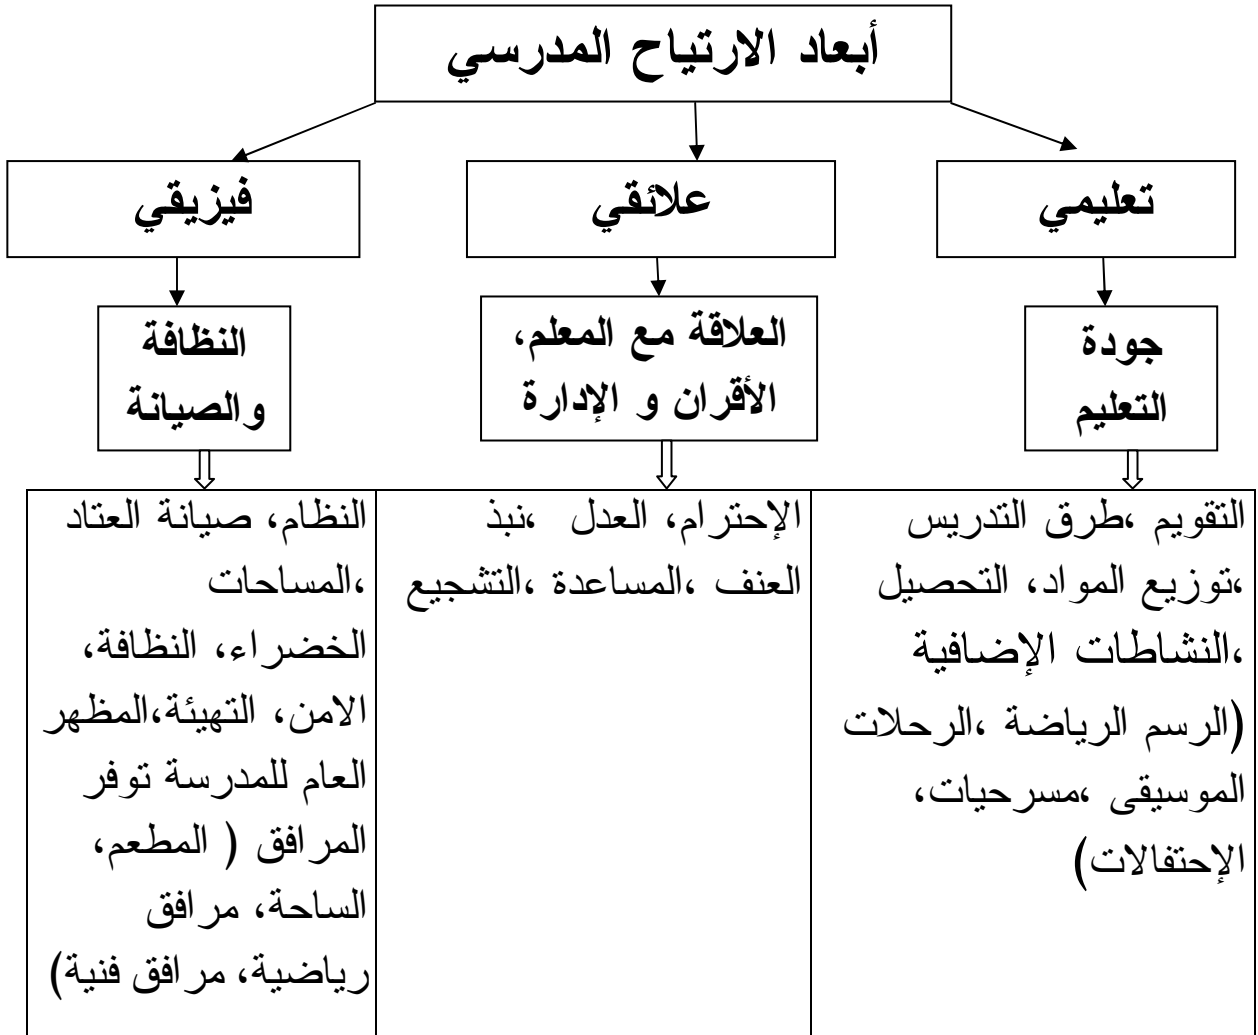 أبعاد الارتياح المدرسي
تعليمي
علائقي
فيزيقي
جودة
التعليم
العلاقة مع المعلم،
الأقران و الإدارة
النظافة
والصيانة
التقويم ،طرق التدريس
،توزيع المواد، التحصيل
،النشاطات الإضافية
(الرسم الرياضة ،الرحلات
الموسيقى ،مسرحيات،
الإحتفالات)
الإحترام، العدل ،نبذ
العنف ،المساعدة ،التشجيع
النظام، صيانة العتاد
،المساحات
الخضراء، النظافة،
الامن، التهيئة،المظهر
العام للمدرسة توفر
المرافق ( المطعم،
الساحة، مرافق
رياضية، مرافق فنية)